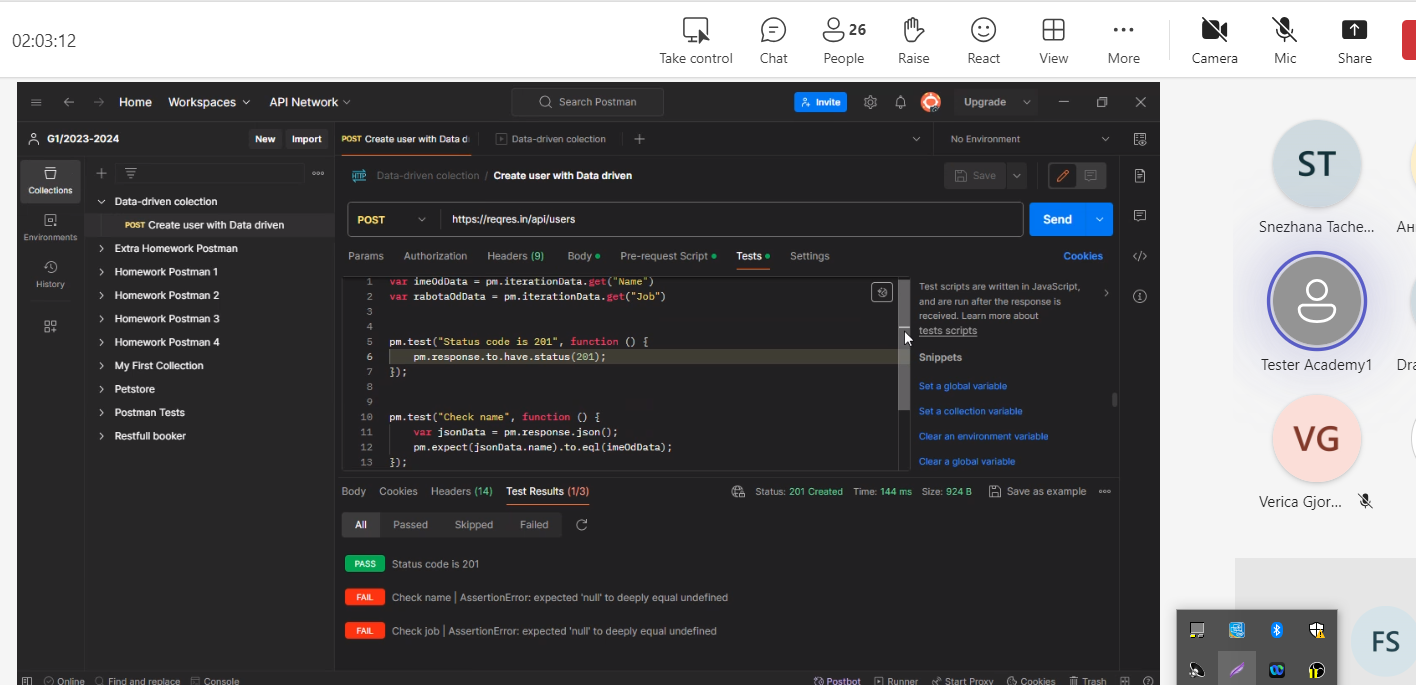 02:03:12
Take control
Chat
26
People
Raise
React
View
More
Camera
Mic
Share
Home Workspaces API Network
Search Postman
Invite
Upgrade
G1/2023-2024
New Import
POST Create user with Data d
Data-driven colection
No Environment
Collections
Environments
History
Data-driven colection
POST Create user with Data driven
Extra Homework Postman
Homework Postman 1
Homework Postman 2
Homework Postman 3
Homework Postman 4
My First Collection
Petstore
Postman Tests
Restfull booker
HTTP Data-driven colection / Create user with Data driven
Save
POST https://reqres.in/api/users
Send
Params Authorization Headers (9) Body Pre-request Script Tests Settings
Cookies
1 var imeOdData = pm.iterationData.get("Name")
2 var rabotaOdData = pm.iterationData.get("Job")
3
4
5 pm.test("Status code is 201", function () {
6 pm.response.to.have.status(201);
7 });
8
9
10 pm.test("Check name", function () {
11 var jsonData = pm.response.json();
12 pm.expect(jsonData.name).to.eql(imeOdData);
13 });
Test scripts are written in JavaScript,
and are run after the response is
received. Learn more about
tests scripts
Snippets
Set a global variable
Set a collection variable
Clear an environment variable
Clear a global variable
Body Cookies Headers (14) Test Results (1/3)
Status: 201 Created Time: 144 ms Size: 924 B Save as example
All Passed Skipped Failed
PASS Status code is 201
FAIL Check name | AssertionError: expected 'null' to deeply equal undefined
FAIL Check job | AssertionError: expected 'null' to deeply equal undefined
Online Find and replace Console
Postbot Runner Start Proxy Cookies Trash
ST
Snezhana Tache...
Tester Academy1
VG
Verica Gjor...
FS